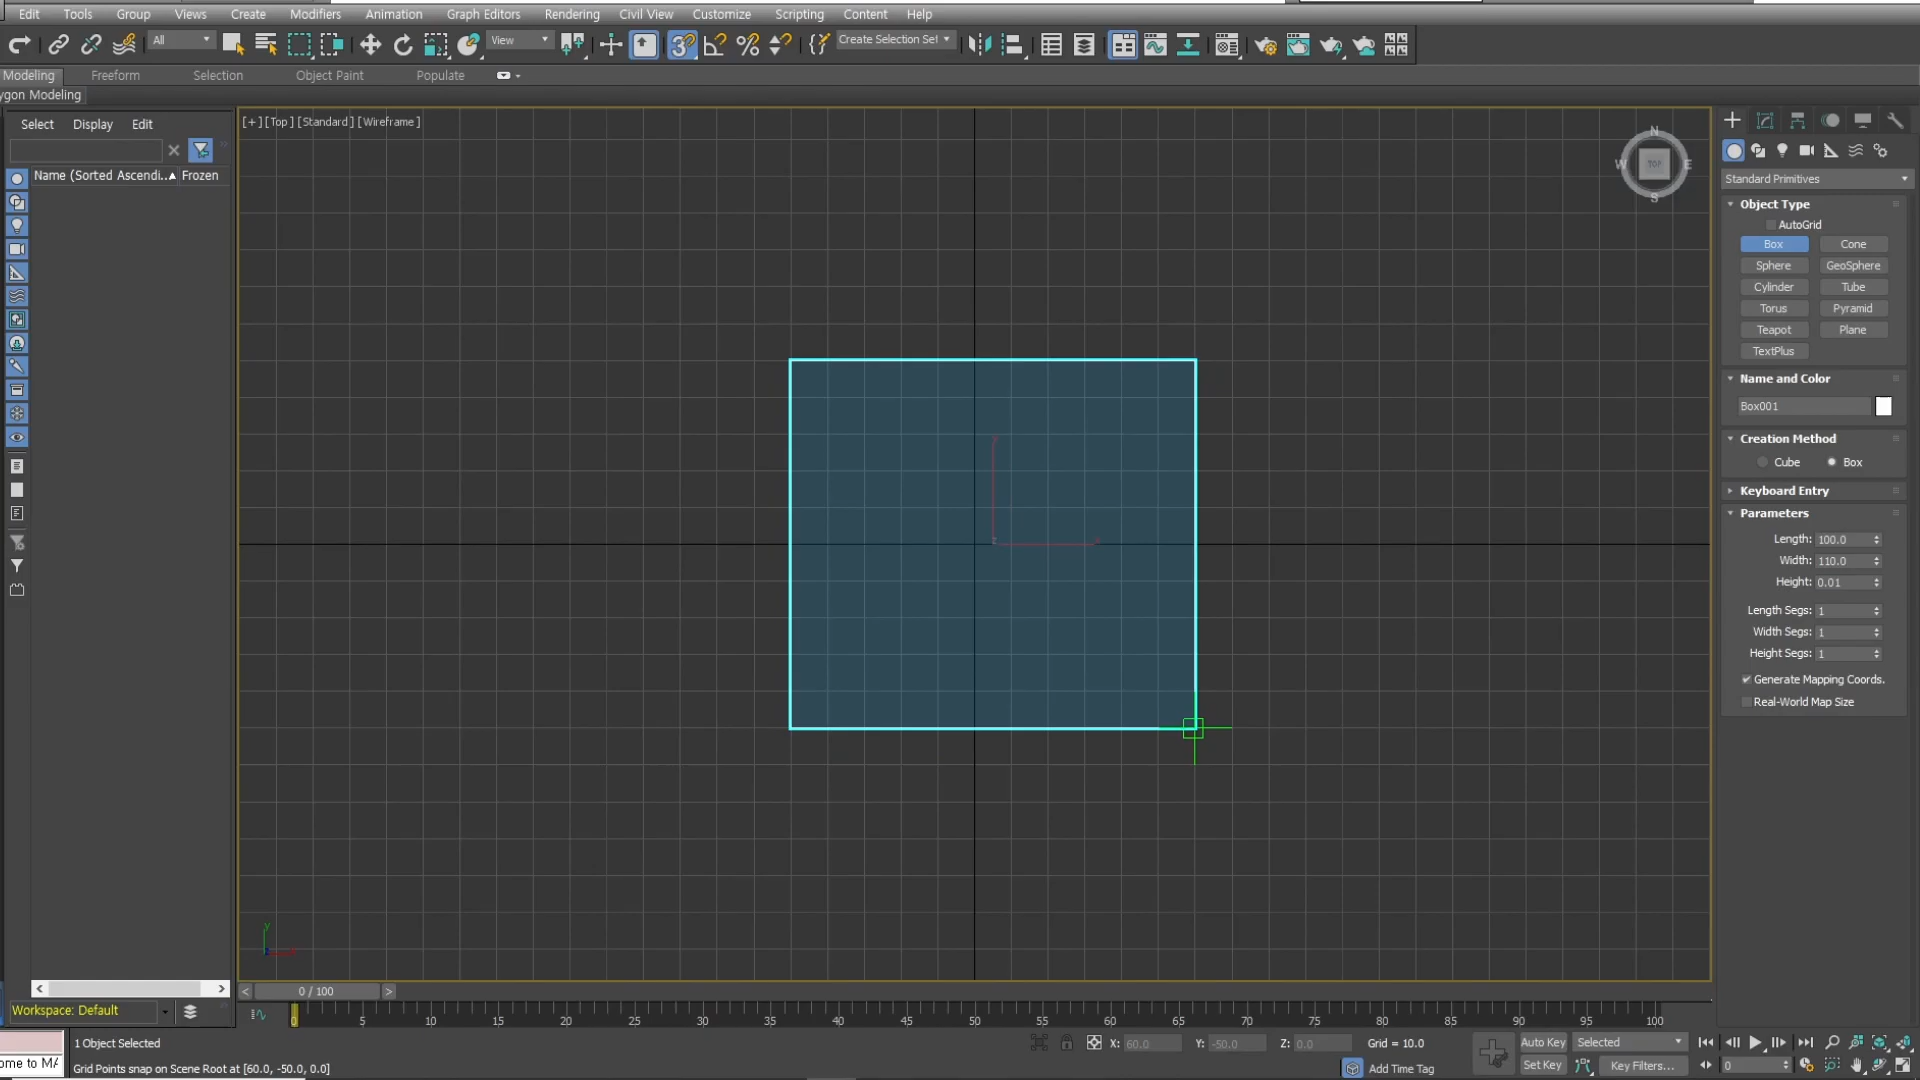 Edit Tools Group Views Create Modifiers Animation Graph Editors Rendering Civil View Customize Scripting Content Help
All View Create Selection Set
Modeling Freeform Selection Object Paint Populate
ygon Modeling
Select Display Edit
Name (Sorted Ascendi... Frozen
[+] [Top] [Standard] [Wireframe]
N
W TOP E
S
Standard Primitives
Object Type
AutoGrid
Box Cone
Sphere GeoSphere
Cylinder Tube
Torus Pyramid
Teapot Plane
TextPlus
Name and Color
Box001
Creation Method
Cube Box
Keyboard Entry
Parameters
Length: 100.0
Width: 110.0
Height: 0.01
Length Segs: 1
Width Segs: 1
Height Segs: 1
Generate Mapping Coords.
Real-World Map Size
y
0 / 100
Workspace: Default
0 5 10 15 20 25 30 35 40 45 50 55 60 65 70 75 80 85 90 95 100
1 Object Selected
X: 60.0 Y: -50.0 Z: 0.0 Grid = 10.0
Auto Key Selected
ome to MA
Grid Points snap on Scene Root at [60.0, -50.0, 0.0]
Add Time Tag
Set Key Key Filters... 0